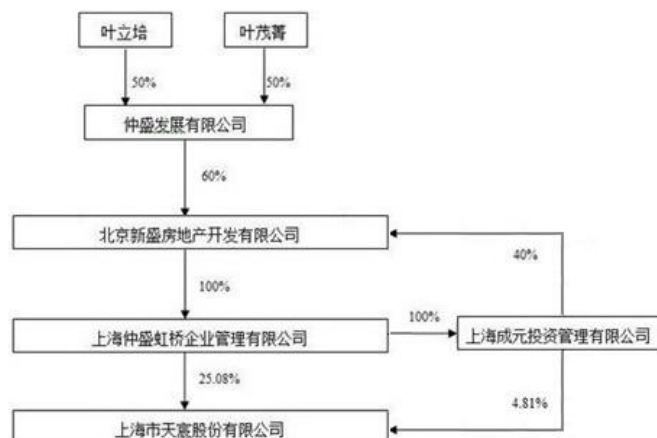 叶立培
叶茂菁
50%
50%
仲盛发展有限公司
60%
北京新盛房地产开发有限公司
40%
100%
上海仲盛虹桥企业管理有限公司
100%
上海成元投资管理有限公司
25.08%
4.81%
上海市天宸股份有限公司